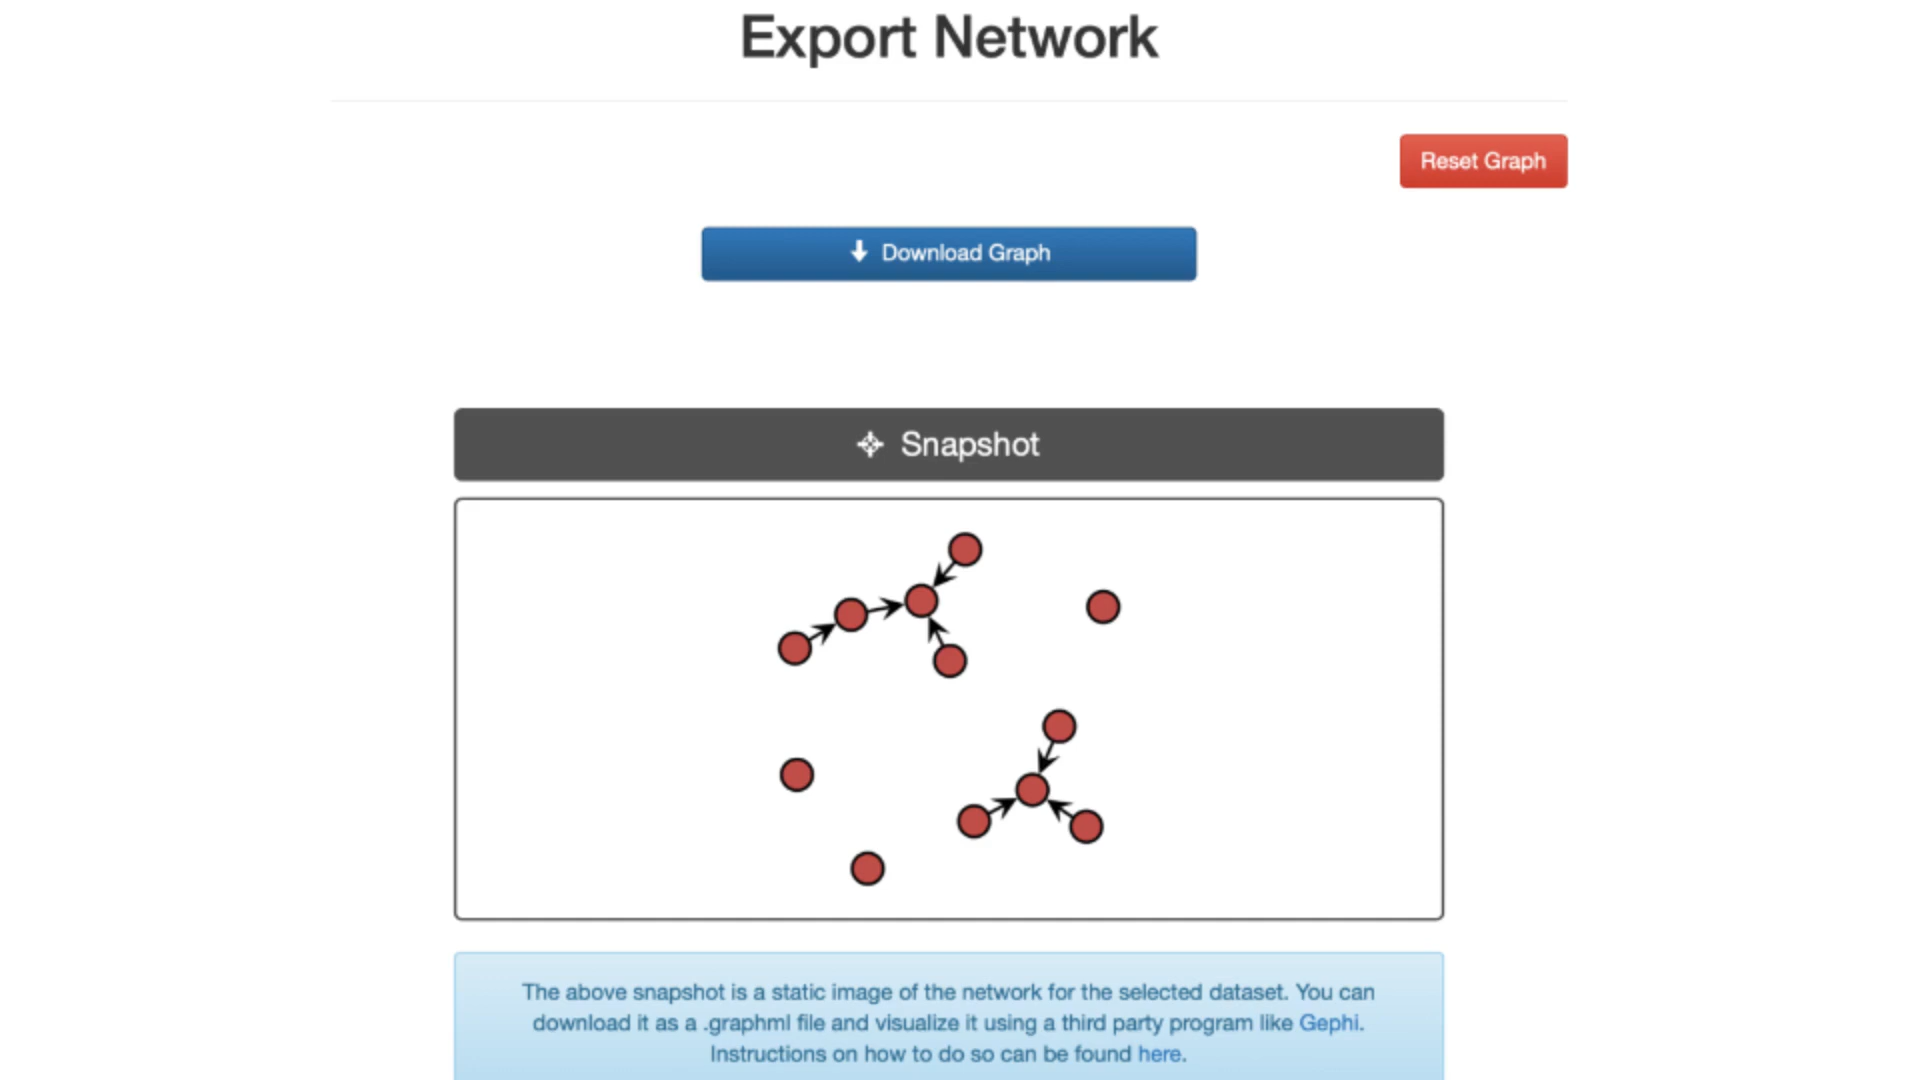 Export Network
Reset Graph
Download Graph
Snapshot
The above snapshot is a static image of the network for the selected dataset. You can
download it as a .graphml file and visualize it using a third party program like Gephi.
Instructions on how to do so can be found here.